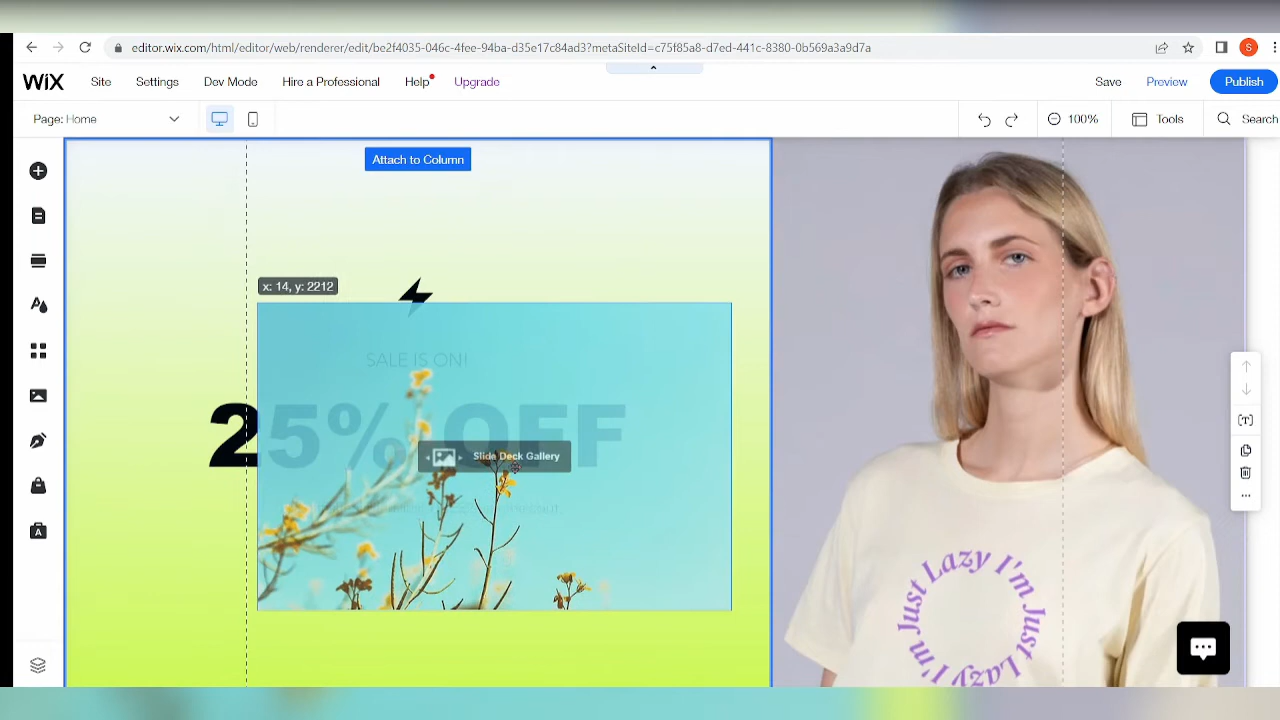 editor.wix.com/html/editor/web/renderer/edit/be2f4035-046c-4fee-94ba-d35e f7c64ad3?metaSiteId=c75f85a8-d7ed-441c-8380-0b569a3a9d7a
S
WiX
Site
Settings
Dev Mode
Hire a Professional
Help
Upgrade
Save
Preview
Publish
Page: Home
100%
Tools
Search
Attach to Column
x: 14, y: 2212
SALE IS ON!
25% OFF
Slide Deck Gallery
I'm Just Lazy I'm Just Lazy